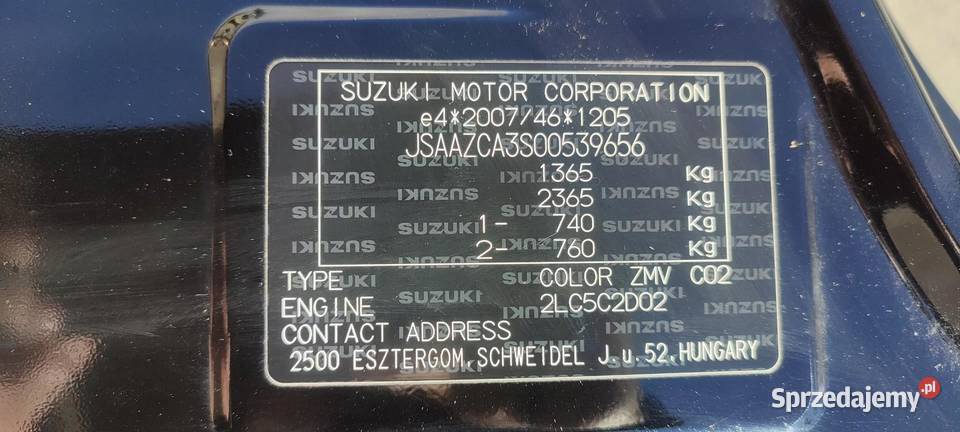 SUZUKI MOTOR CORPORATION
e4*2007/46*1205
JSAAZCA3S00539656
1365 Kg
2365 Kg
1- 740 Kg
2- 760 Kg
TYPE COLOR ZMV C02
ENGINE 2LC5C2D02
CONTACT ADDRESS
2500 ESZTERGOM,SCHWEIDEL J.u.52.HUNGARY
Sprzedajemy.pl